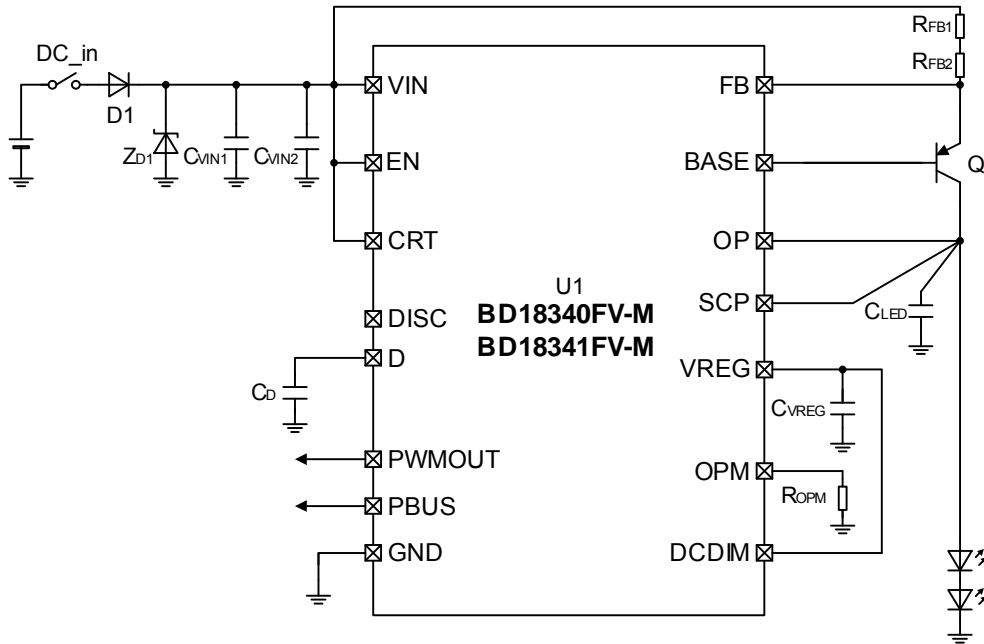 RFB1
DC_in
RFB2
VIN
FB
D1
ZD1
CVIN1
CVIN2
EN
BASE
Q
CRT
OP
U1
BD18340FV-M
BD18341FV-M
SCP
CLED
DISC
D
VREG
CD
CVREG
PWMOUT
OPM
ROPM
PBUS
GND
DCDIM